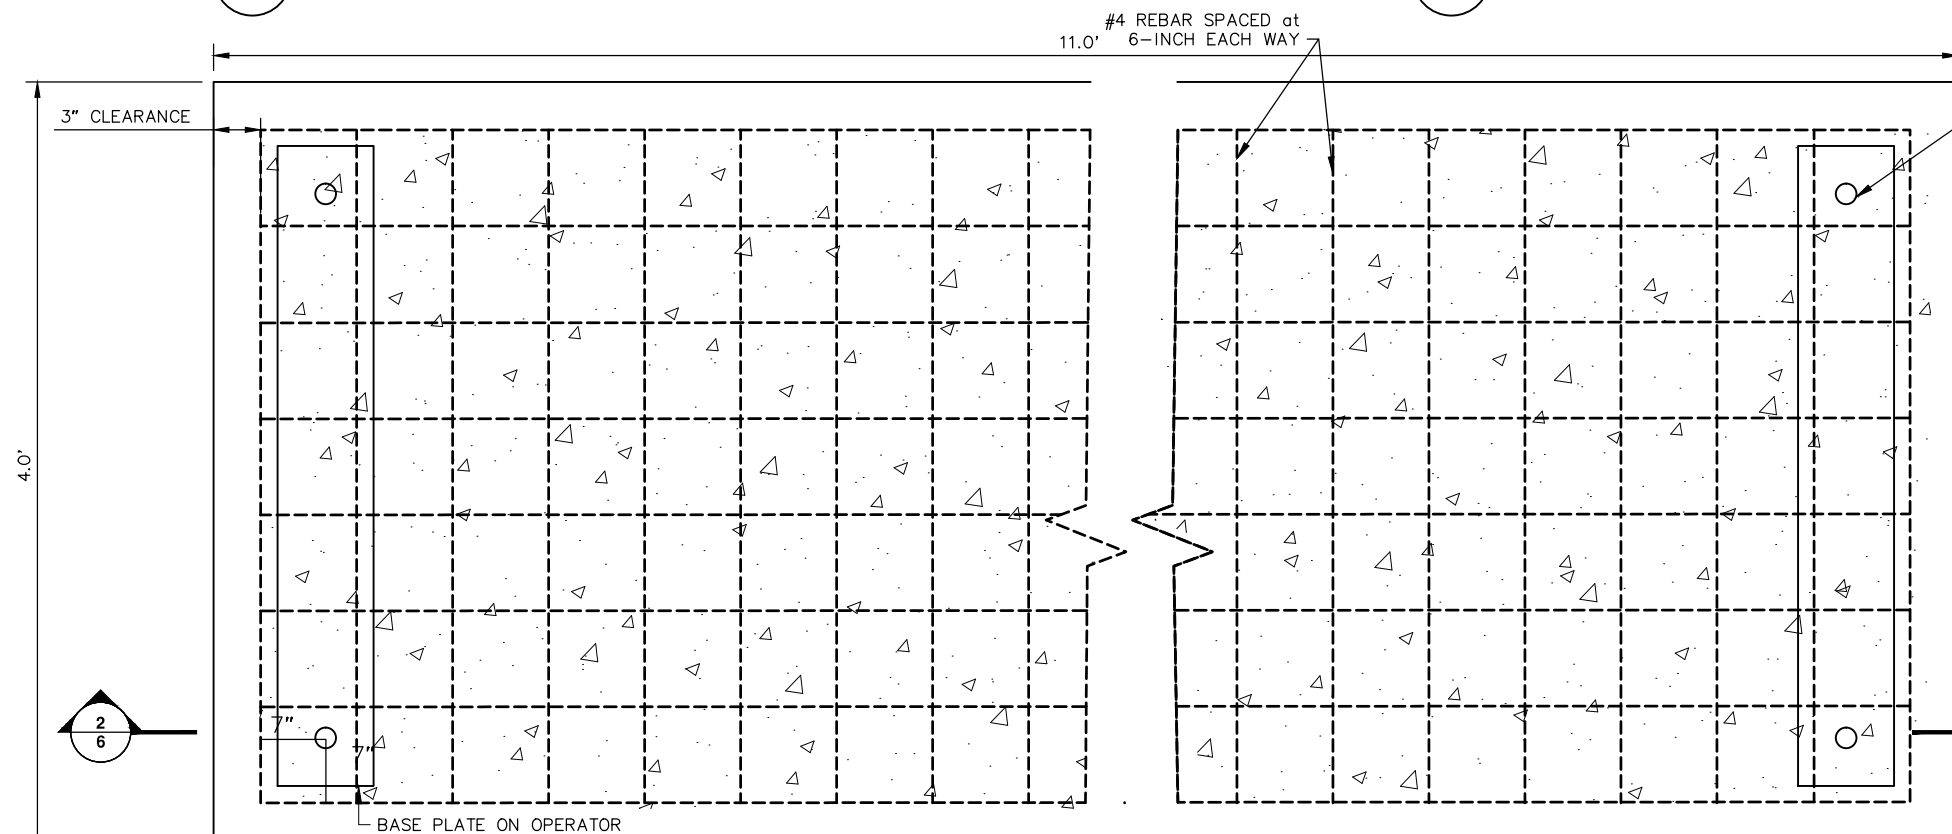 #4 REBAR SPACED at
11.0' 6-INCH EACH WAY
3" CLEARANCE
4.0'
2
6
7"
7"
BASE PLATE ON OPERATOR